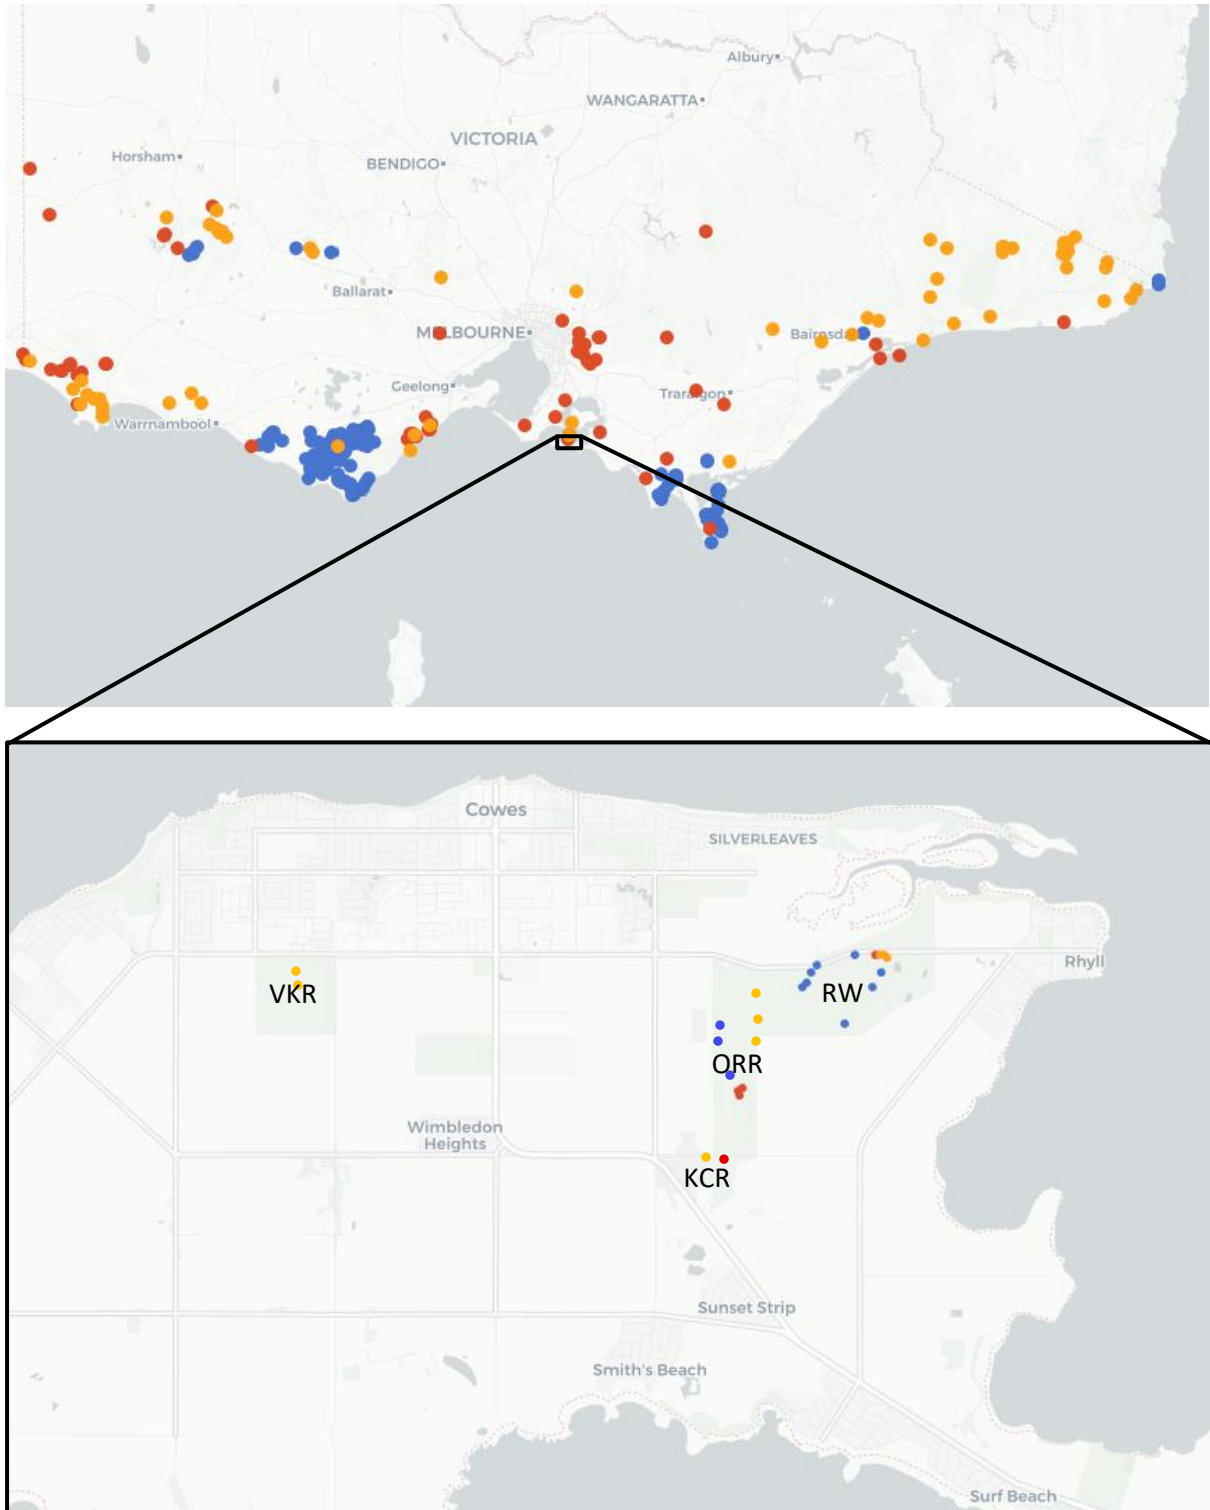 Albury
WANGARATTA
VICTORIA
Horsham
BENDIGO
Ballarat
MELBOURNE
Bairnsda
Geelong
Traralgon
Warrnambool
Cowes
SILVERLEAVES
Rhyll
VKR
RW
ORR
Wimbledon
Heights
KCR
Sunset Strip
Smith's Beach
Surf Beach